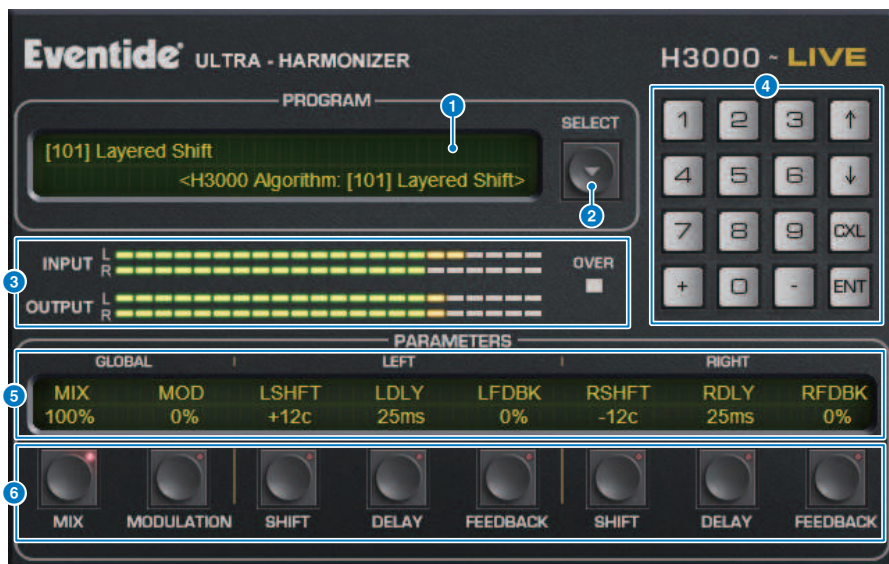 Eventide® ULTRA - HARMONIZER
H3000 ~ LIVE
PROGRAM
1
SELECT
[101] Layered Shift
<H3000 Algorithm: [101] Layered Shift>
2
4
1 2 3 ↑
4 5 6 ↓
7 8 9 CXL
+ 0 - ENT
3
INPUT L
R
OVER
OUTPUT L
R
PARAMETERS
GLOBAL LEFT RIGHT
5
MIX MOD LSHFT LDLY LFDBK RSHFT RDLY RFDBK
100% 0% +12c 25ms 0% -12c 25ms 0%
6
MIX MODULATION SHIFT DELAY FEEDBACK SHIFT DELAY FEEDBACK